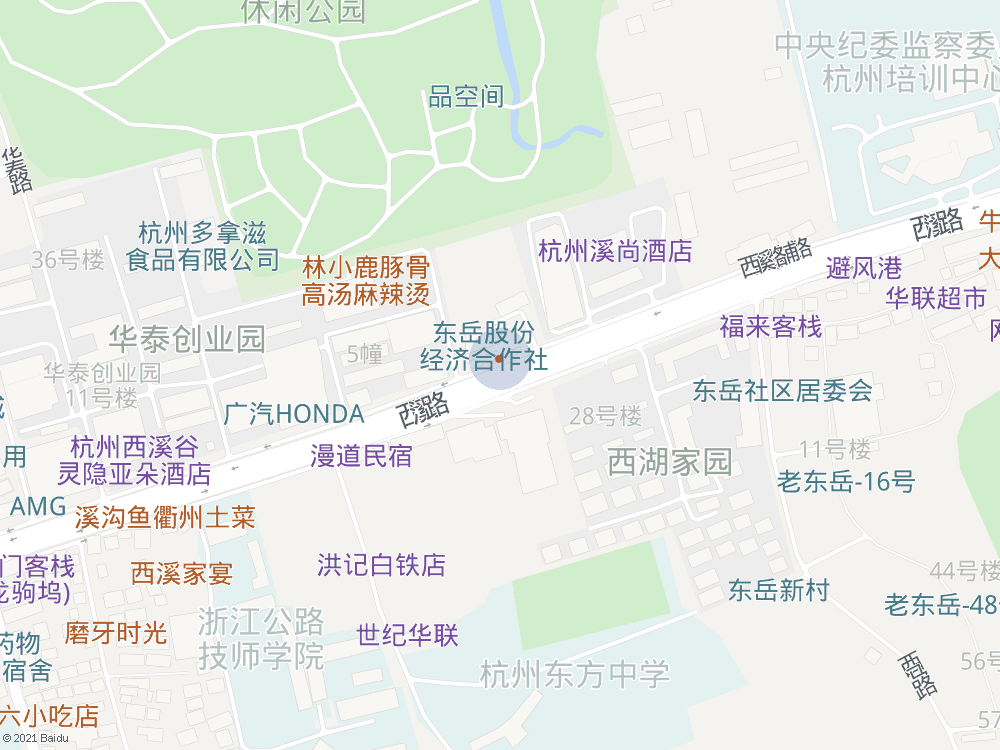 休闲公园
中央纪委监察委
杭州培训中心
品空间
华泰路
西溪路
杭州多拿滋
食品有限公司
36号楼
林小鹿豚骨
高汤麻辣烫
杭州溪尚酒店
西溪路辅路
避风港
牛
大
华联超市
东岳股份
经济合作社
福来客栈
华泰创业园
5幢
华泰创业园
11号楼
东岳社区居委会
广汽HONDA
西溪路
28号楼
11号楼
杭州西溪谷
灵隐亚朵酒店
漫道民宿
用
西湖家园
老东岳-16号
AMG
溪沟鱼衢州土菜
门客栈
龙驹坞)
西溪家宴
洪记白铁店
44号楼
东岳新村
老东岳-48
浙江公路
技师学院
磨牙时光
世纪华联
药物
宿舍
杭州东方中学
56号
57
六小吃店
© 2021 Baidu